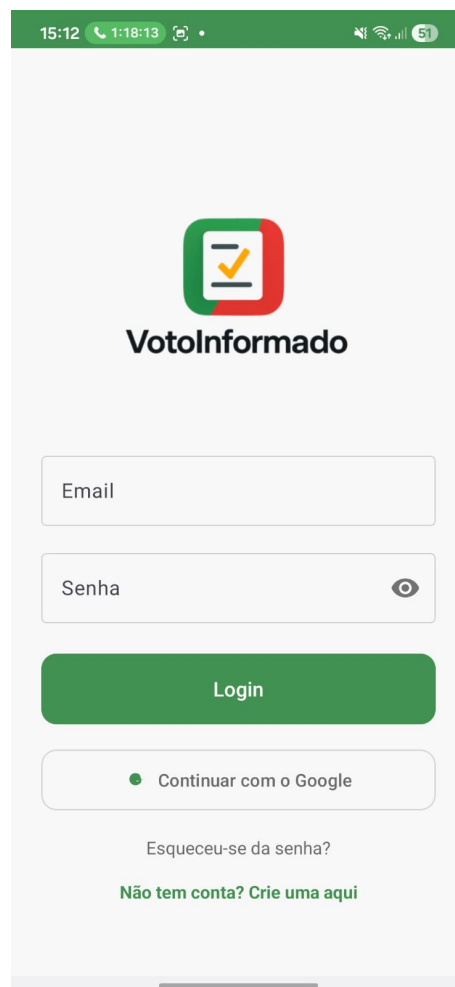 15:12 1:18:13 51
VotoInformado
Email
Senha
Login
Continuar com o Google
Esqueceu-se da senha?
Não tem conta? Crie uma aqui